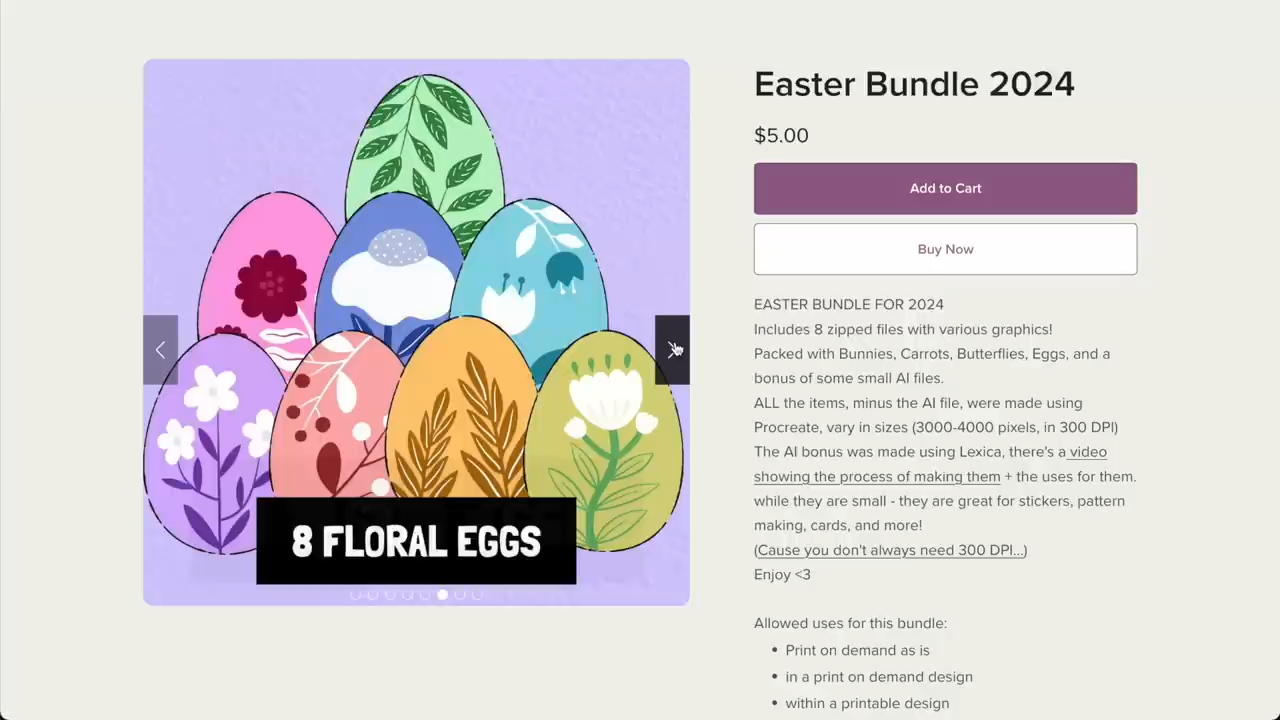 Easter Bundle 2024
$5.00
Add to Cart
Buy Now
EASTER BUNDLE FOR 2024
Includes 8 zipped files with various graphics!
Packed with Bunnies, Carrots, Butterflies, Eggs, and a
bonus of some small AI files.
ALL the items, minus the AI file, were made using
Procreate, vary in sizes (3000-4000 pixels, in 300 DPI)
The AI bonus was made using Lexica, there's a video
showing the process of making them + the uses for them.
while they are small - they are great for stickers, pattern
making, cards, and more!
(Cause you don't always need 300 DPI...)
Enjoy <3
Allowed uses for this bundle:
• Print on demand as is
• in a print on demand design
• within a printable design
8 FLORAL EGGS